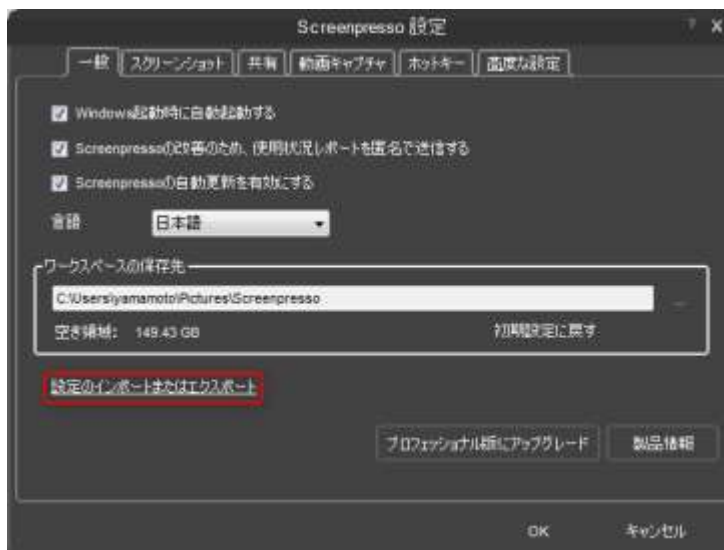 Screenpresso 設定
? X
一般 スクリーンショット 共有 動画キャプチャ ホットキー 高度な設定
Windows起動時に自動起動する
Screenpressoの改善のため、使用状況レポートを匿名で送信する
Screenpressoの自動更新を有効にする
言語 日本語
ワークスペースの保存先
C:\Users\yamamoto\Pictures\Screenpresso ...
空き領域: 149.43 GB 初期設定に戻す
設定のインポートまたはエクスポート
プロフェッショナル版にアップグレード 製品情報
OK キャンセル